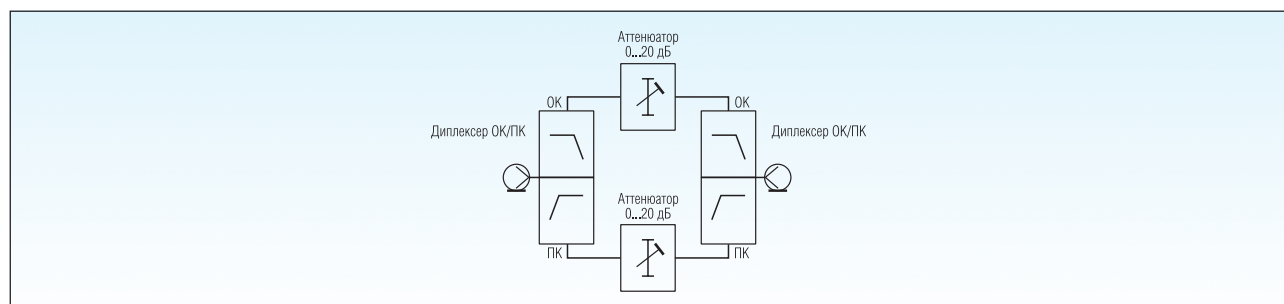 Аттенюатор
0...20 дБ
ОК
ОК
Диплексер ОК/ПК
Диплексер ОК/ПК
Аттенюатор
0...20 дБ
ПК
ПК